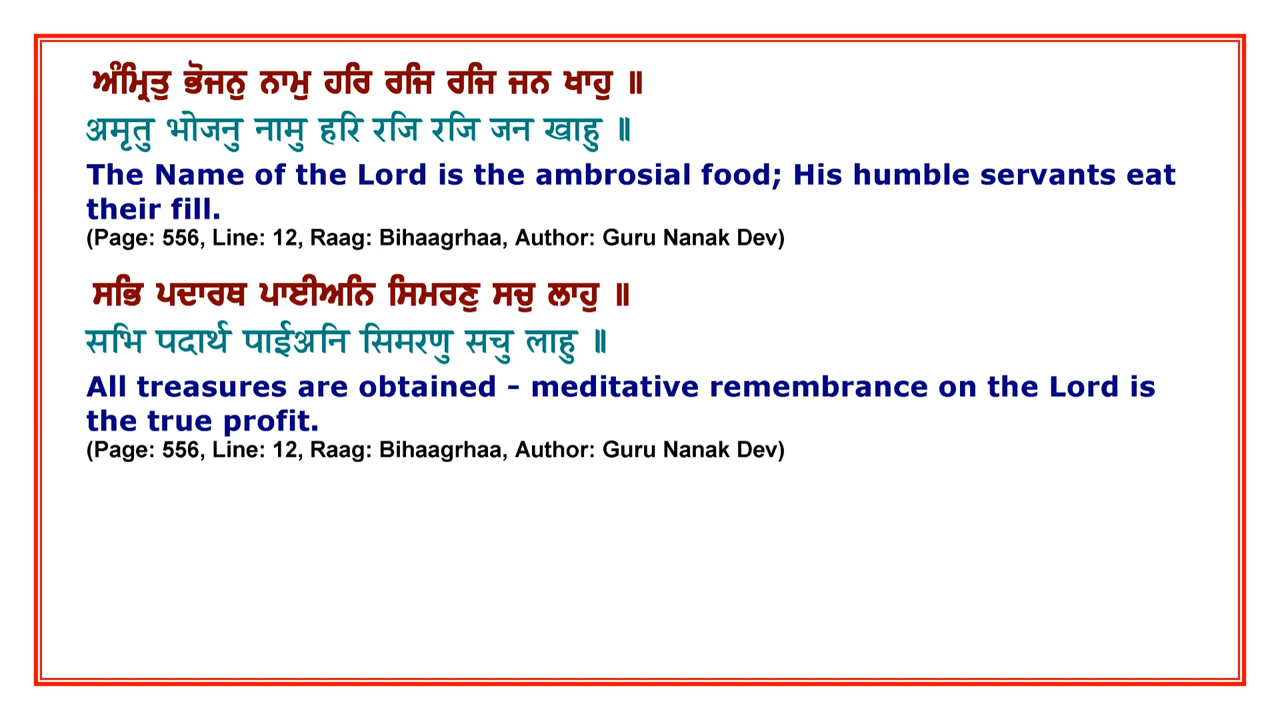 ਅੰਮ੍ਰਿਤੁ ਭੋਜਨੁ ਨਾਮੁ ਹਰਿ ਰਜਿ ਰਜਿ ਜਨ ਖਾਹੁ ॥
अमृतु भोजनु नामु हरि रजि रजि जन खाहु ॥
The Name of the Lord is the ambrosial food; His humble servants eat
their fill.
(Page: 556, Line: 12, Raag: Bihaagrhaa, Author: Guru Nanak Dev)
ਸਭਿ ਪਦਾਰਥ ਪਾਈਅਨਿ ਸਿਮਰਣੁ ਸਚੁ ਲਾਹੁ ॥
सभि पदार्थ पाईअनि सिमरणु सचु लाहु ॥
All treasures are obtained - meditative remembrance on the Lord is
the true profit.
(Page: 556, Line: 12, Raag: Bihaagrhaa, Author: Guru Nanak Dev)